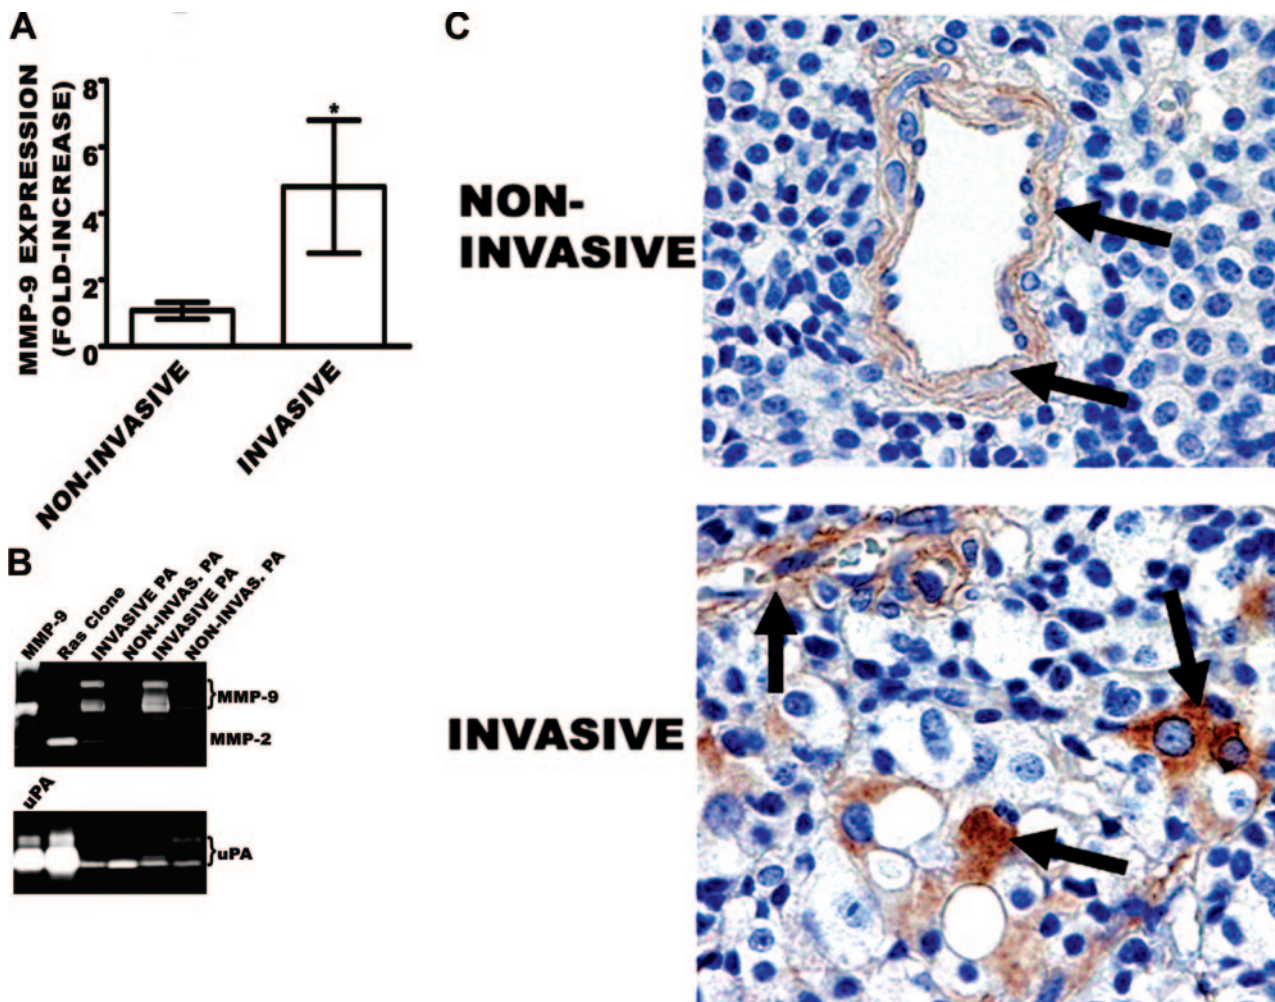 A
MMP-9 EXPRESSION
(FOLD-INCREASE)
8
6
4
2
0
*
NON-INVASIVE
INVASIVE
B
MMP-9
Ras Clone
INVASIVE PA
NON-INVAS. PA
INVASIVE PA
NON-INVAS. PA
MMP-9
MMP-2
uPA
uPA
C
NON-
INVASIVE
INVASIVE